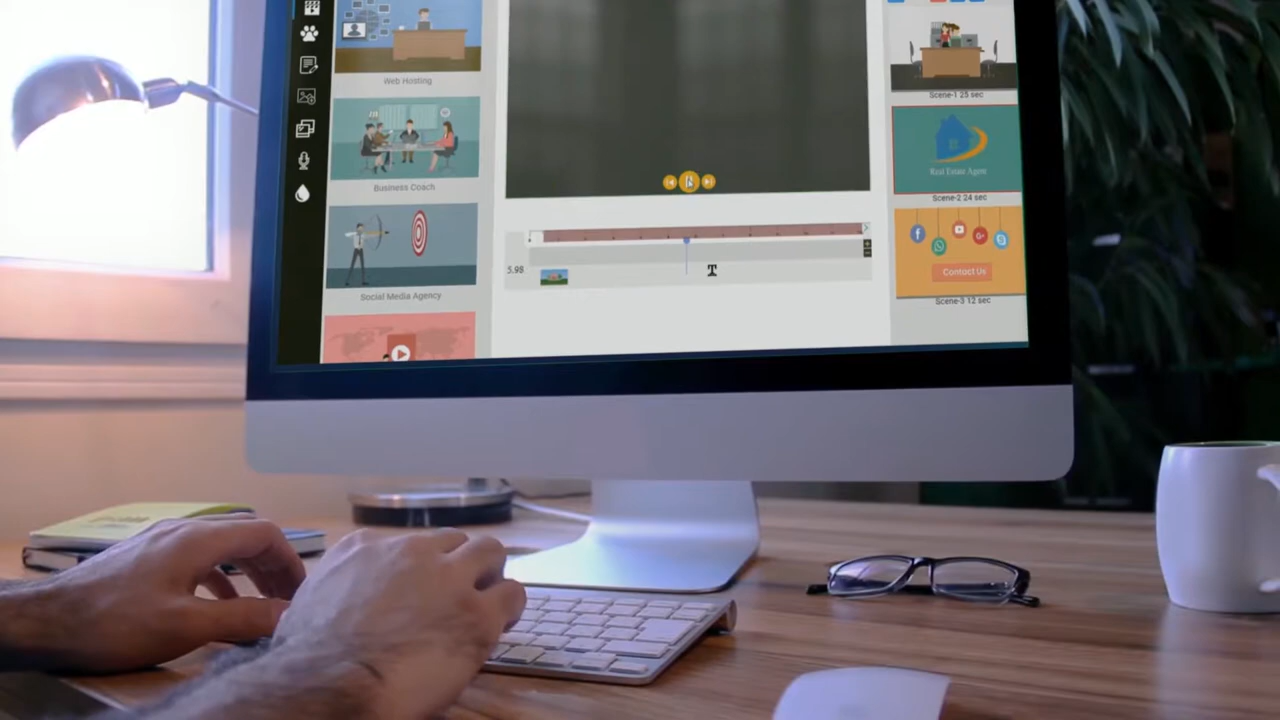 Web Hosting
Business Coach
Social Media Agency
5.98
T
Scene-1 25 sec
Real Estate Agent
Scene-2 24 sec
Contact Us
Scene-3 12 sec